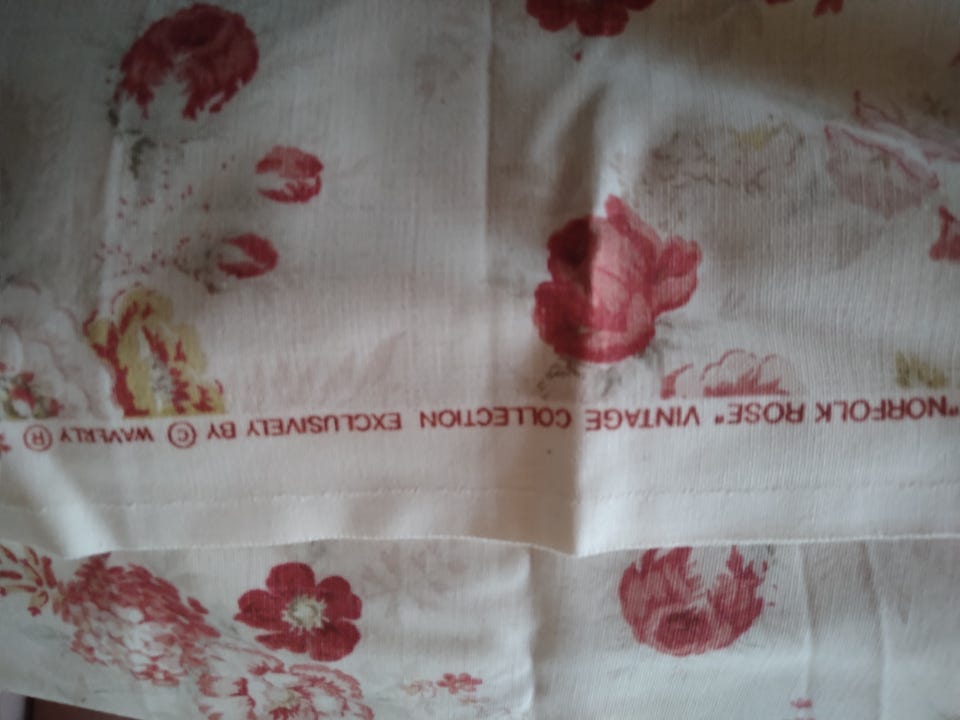 "NORFOLK ROSE" VINTAGE COLLECTION EXCLUSIVELY BY © WAVERLY ®